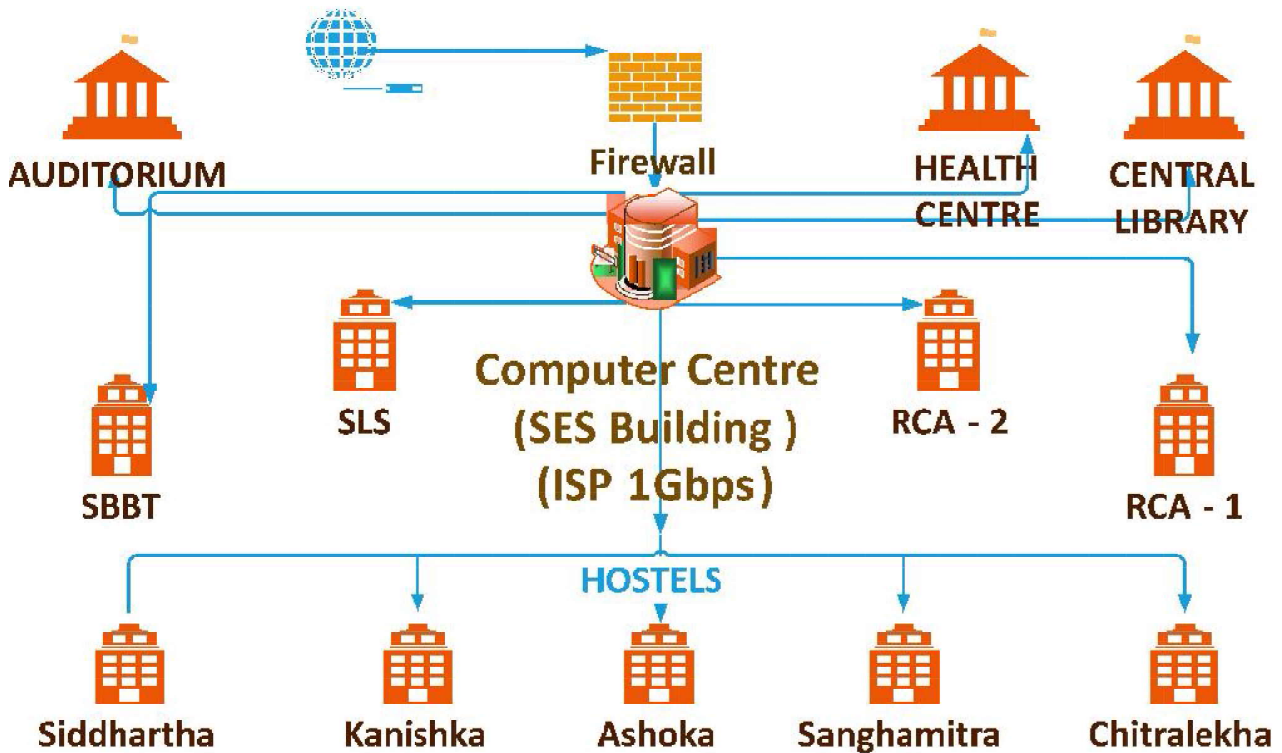 Firewall
AUDITORIUM
HEALTH
CENTRE
CENTRAL
LIBRARY
SLS
Computer Centre
(SES Building )
(ISP 1Gbps)
RCA - 2
SBBT
RCA - 1
HOSTELS
Siddhartha
Kanishka
Ashoka
Sanghamitra
Chitralekha